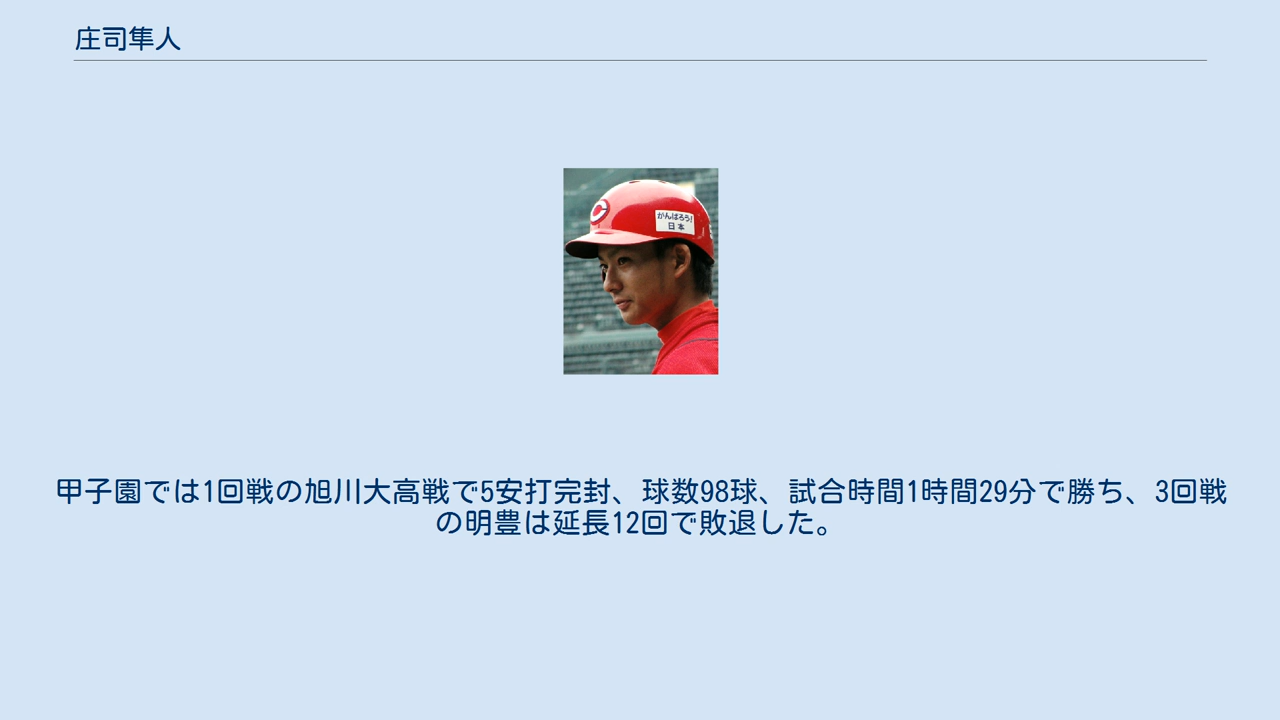 庄司隼人
C
がんばろう!
日本
甲子園では1回戦の旭川大高戦で5安打完封、球数98球、試合時間1時間29分で勝ち、3回戦
の明豊は延長12回で敗退した。